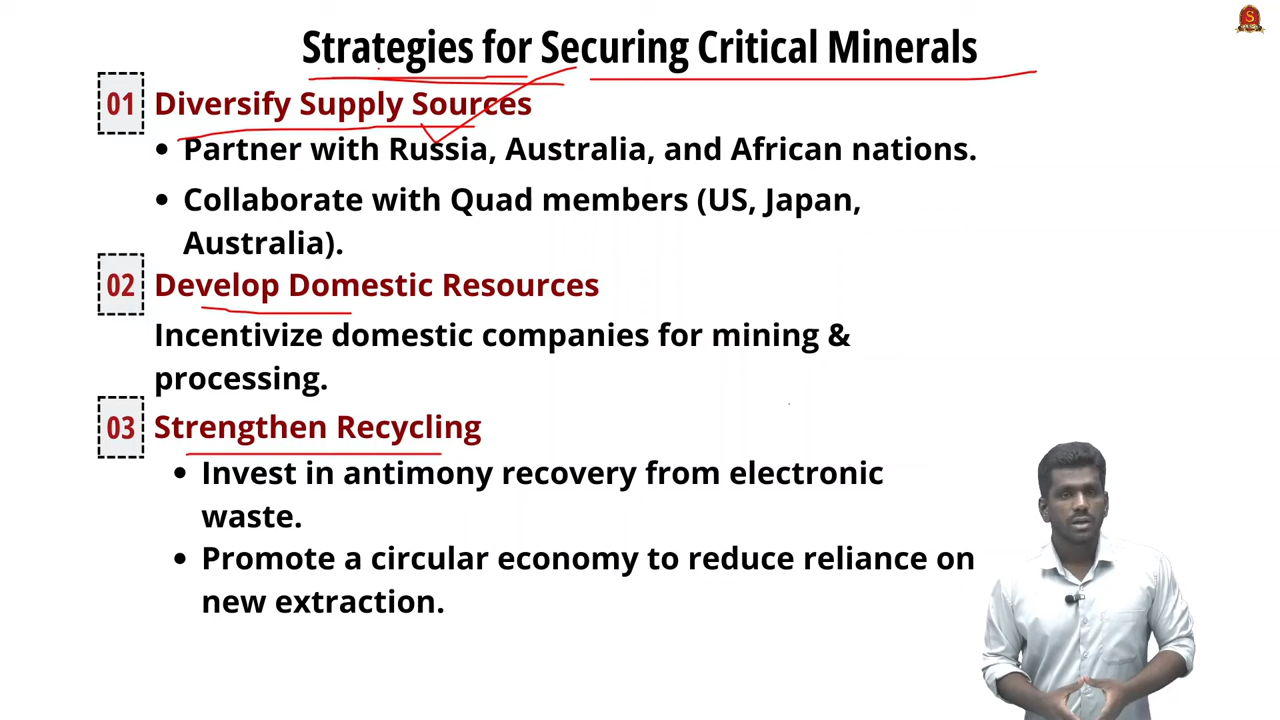 Strategies for Securing Critical Minerals
01 Diversify Supply Sources
• Partner with Russia, Australia, and African nations.
• Collaborate with Quad members (US, Japan,
Australia).
02 Develop Domestic Resources
Incentivize domestic companies for mining &
processing.
03 Strengthen Recycling
• Invest in antimony recovery from electronic
waste.
• Promote a circular economy to reduce reliance on
new extraction.